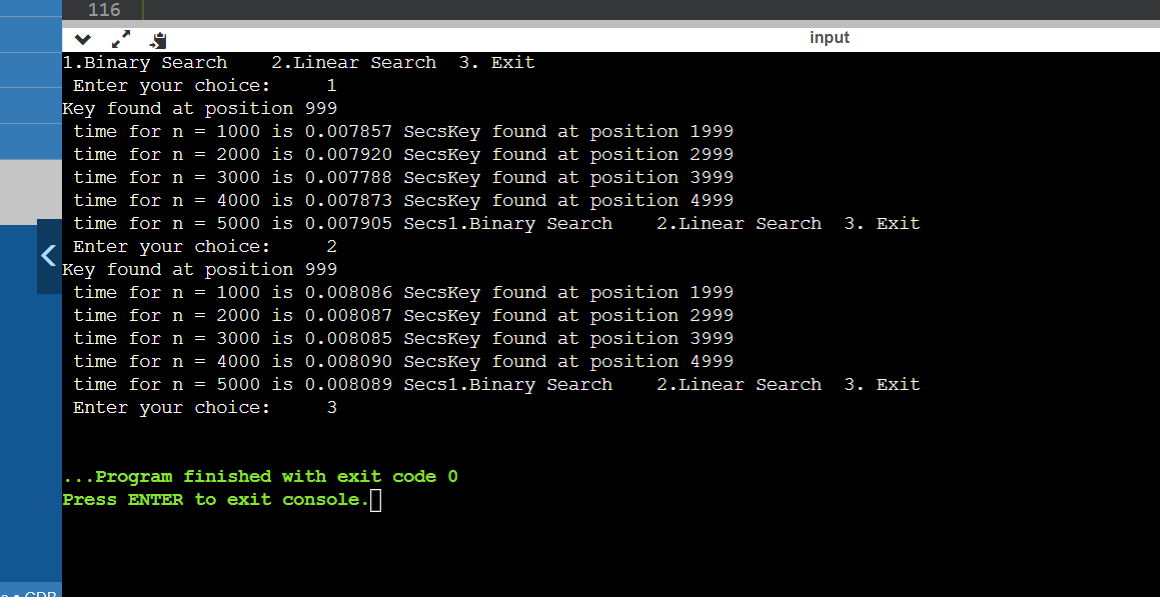 116
input
1.Binary Search    2.Linear Search  3. Exit
 Enter your choice:     1
Key found at position 999
 time for n = 1000 is 0.007857 SecsKey found at position 1999
 time for n = 2000 is 0.007920 SecsKey found at position 2999
 time for n = 3000 is 0.007788 SecsKey found at position 3999
 time for n = 4000 is 0.007873 SecsKey found at position 4999
 time for n = 5000 is 0.007905 Secs1.Binary Search    2.Linear Search  3. Exit
 Enter your choice:     2
Key found at position 999
 time for n = 1000 is 0.008086 SecsKey found at position 1999
 time for n = 2000 is 0.008087 SecsKey found at position 2999
 time for n = 3000 is 0.008085 SecsKey found at position 3999
 time for n = 4000 is 0.008090 SecsKey found at position 4999
 time for n = 5000 is 0.008089 Secs1.Binary Search    2.Linear Search  3. Exit
 Enter your choice:     3
...Program finished with exit code 0
Press ENTER to exit console.
• GDB